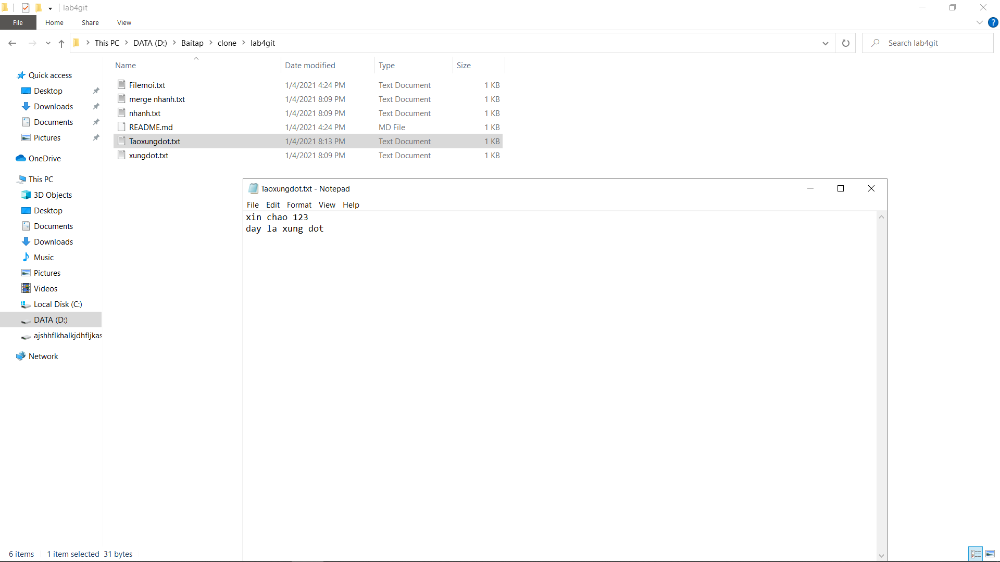 lab4git
File Home Share View
This PC DATA (D:) Baitap clone lab4git
Search lab4git
Name Date modified Type Size
Filemoi.txt 1/4/2021 4:24 PM Text Document 1 KB
merge nhanh.txt 1/4/2021 8:09 PM Text Document 1 KB
nhanh.txt 1/4/2021 8:09 PM Text Document 1 KB
README.md 1/4/2021 4:24 PM MD File 1 KB
Taoxungdot.txt 1/4/2021 8:13 PM Text Document 1 KB
xungdot.txt 1/4/2021 8:09 PM Text Document 1 KB
Quick access
Desktop
Downloads
Documents
Pictures
OneDrive
This PC
3D Objects
Desktop
Documents
Downloads
Music
Pictures
Videos
Local Disk (C:)
DATA (D:)
ajshhflkhalkjdhfljkas
Network
Taoxungdot.txt - Notepad
File Edit Format View Help
xin chao 123
day la xung dot
6 items 1 item selected 31 bytes